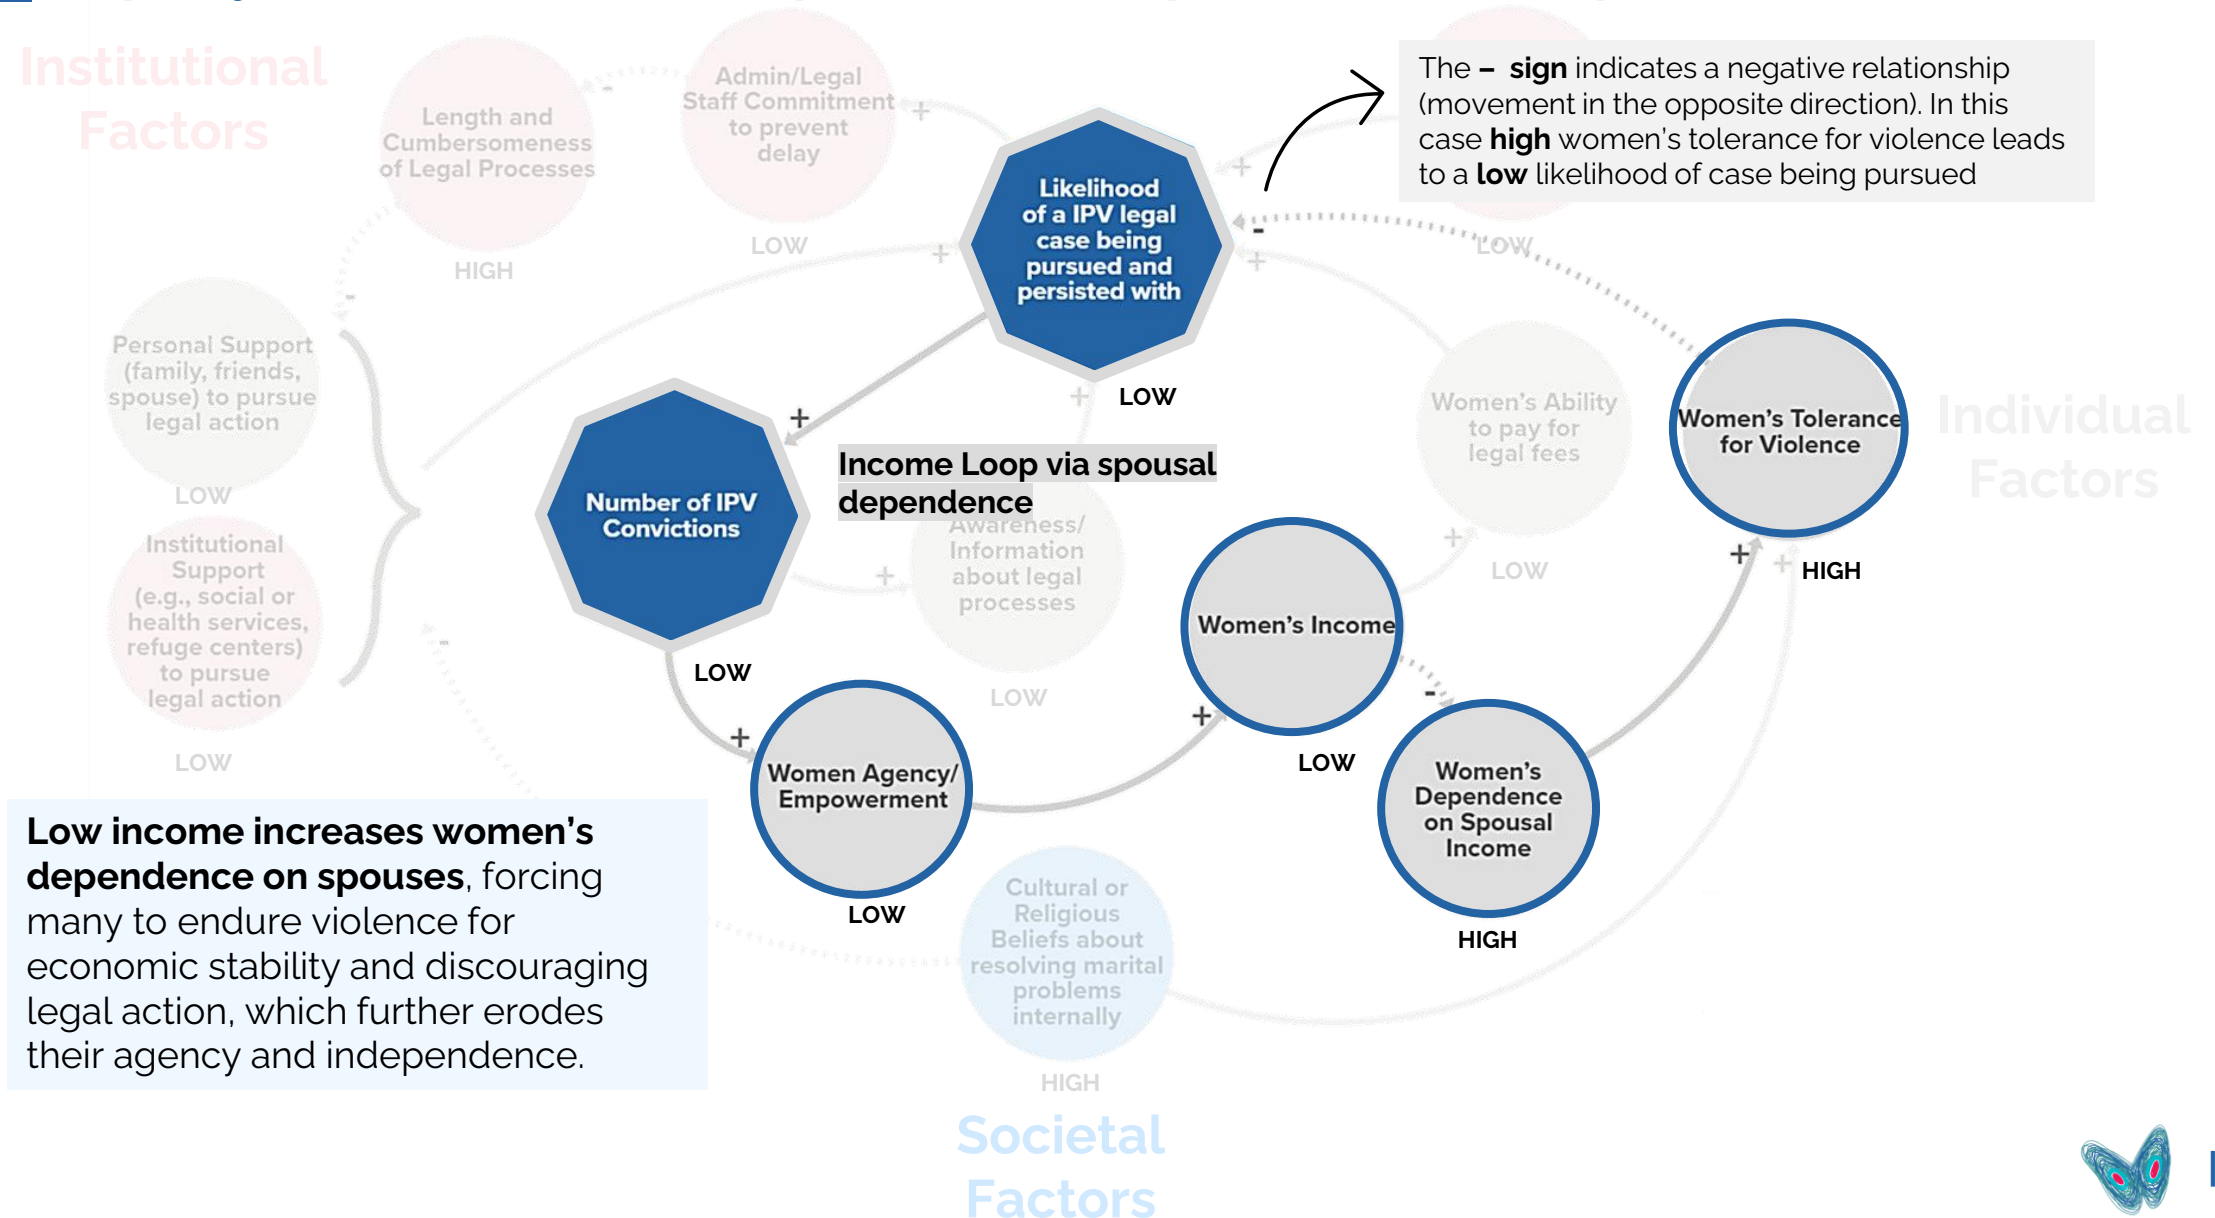 Institutional
Factors
Length and
Cumbersomeness
of Legal Processes
HIGH
-
Admin/Legal
Staff Commitment
to prevent
delay
LOW
+
The – sign indicates a negative relationship
(movement in the opposite direction). In this
case high women's tolerance for violence leads
to a low likelihood of case being pursued
LOW
+
Likelihood
of a IPV legal
case being
pursued and
persisted with
LOW
+
-
+
+
-
Personal Support
(family, friends,
spouse) to pursue
legal action
LOW
Institutional
Support
(e.g., social or
health services,
refuge centers)
to pursue
legal action
LOW
-
+
Number of IPV
Convictions
LOW
Income Loop via spousal
dependence
Awareness/
Information
about legal
processes
LOW
+
Women's Ability
to pay for
legal fees
LOW
+
Women's Tolerance
for Violence
HIGH
+
+
Individual
Factors
Women's Income
LOW
+
-
Women Agency/
Empowerment
LOW
+
Women's
Dependence
on Spousal
Income
HIGH
Low income increases women's
dependence on spouses, forcing
many to endure violence for
economic stability and discouraging
legal action, which further erodes
their agency and independence.
Cultural or
Religious
Beliefs about
resolving marital
problems
internally
HIGH
Societal
Factors